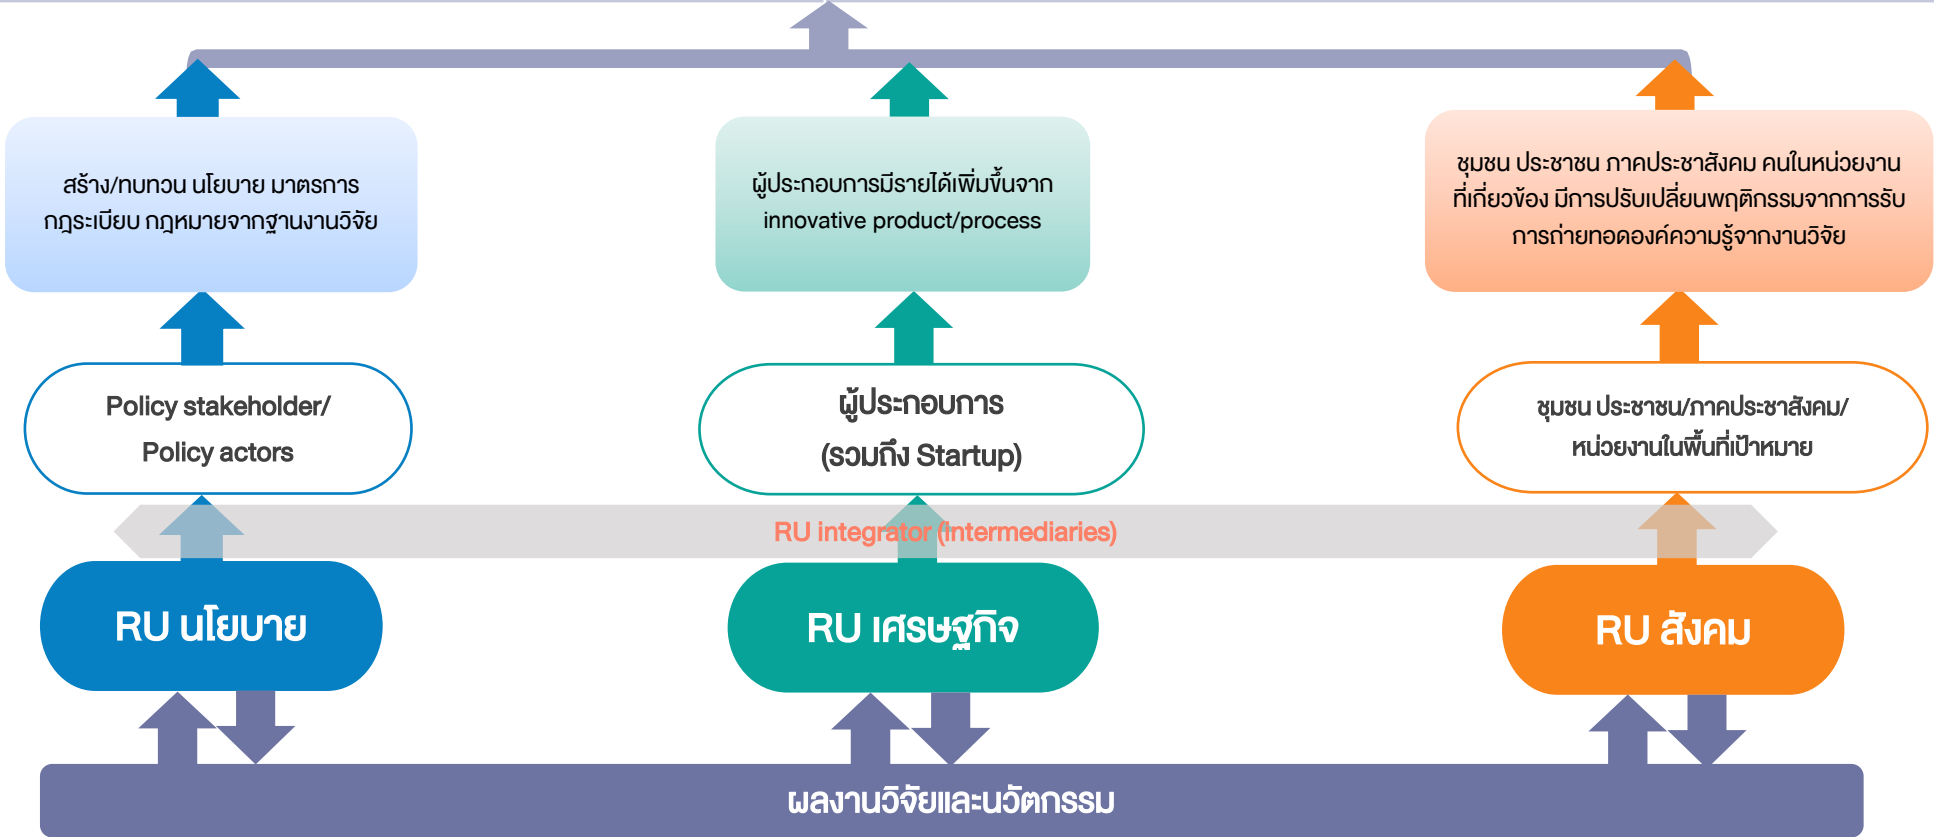 สร้าง/ทบทวน นโยบาย มาตรการ
กฎระเบียบ กฎหมายจากฐานงานวิจัย
ผู้ประกอบการมีรายได้เพิ่มขึ้นจาก
innovative product/process
ชุมชน ประชาชน ภาคประชาสังคม คนในหน่วยงาน
ที่เกี่ยวข้อง มีการปรับเปลี่ยนพฤติกรรมจากการรับ
การถ่ายทอดองค์ความรู้จากงานวิจัย
Policy stakeholder/
Policy actors
ผู้ประกอบการ
(รวมถึง Startup)
ชุมชน ประชาชน/ภาคประชาสังคม/
หน่วยงานในพื้นที่เป้าหมาย
RU integrator (intermediaries)
RU นโยบาย
RU เศรษฐกิจ
RU สังคม
ผลงานวิจัยและนวัตกรรม